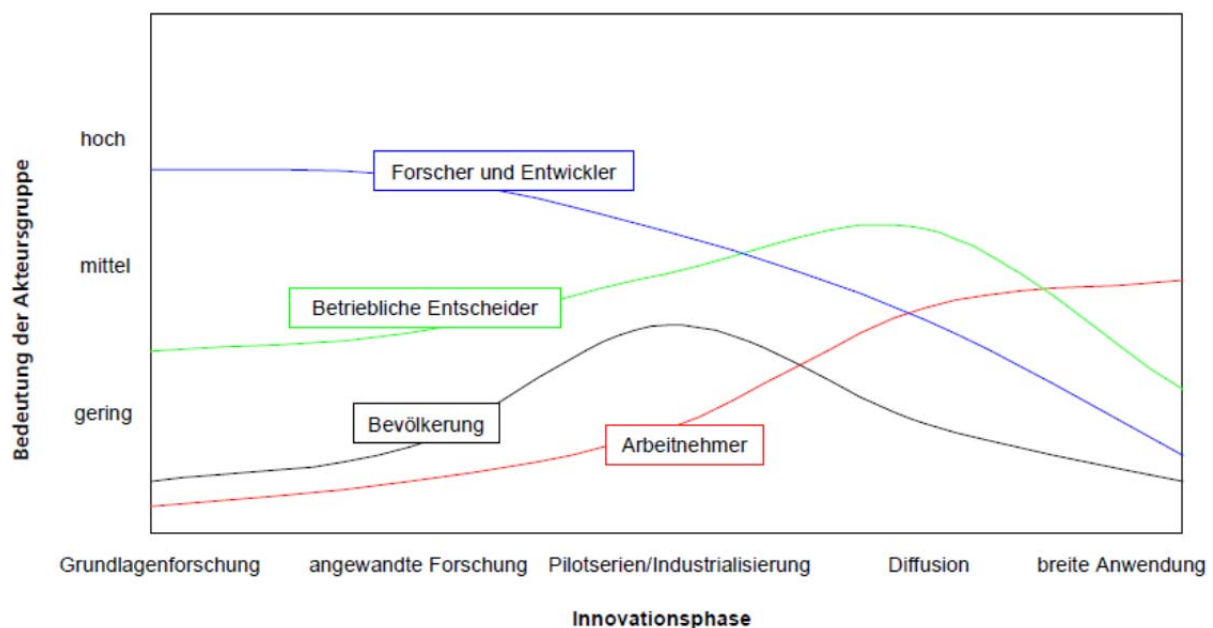 Bedeutung der Akteursgruppe
hoch
mittel
gering
Forscher und Entwickler
Betriebliche Entscheider
Bevölkerung
Arbeitnehmer
Grundlagenforschung
angewandte Forschung
Pilotserien/Industrialisierung
Diffusion
breite Anwendung
Innovationsphase